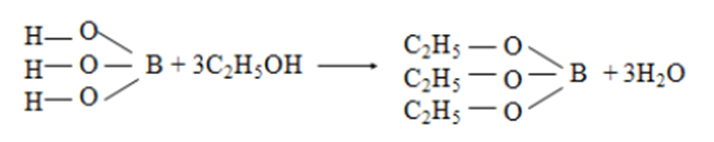 H—O
H—O—B + 3C₂H₅OH ⟶ C₂H₅—O—B + 3H₂O
H—O
C₂H₅—O
C₂H₅—O